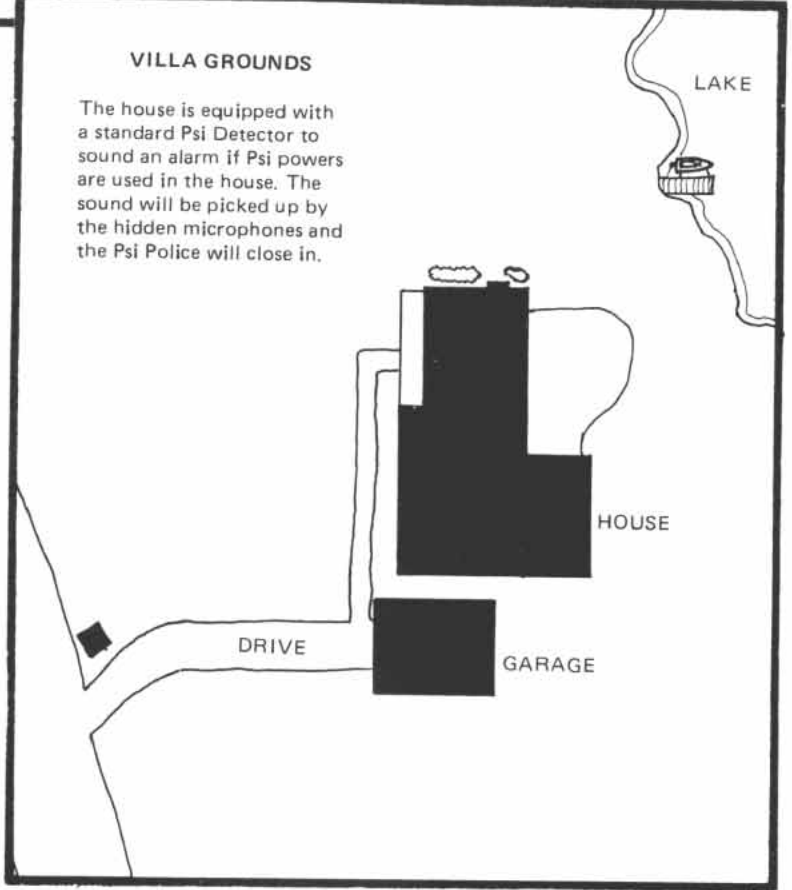 VILLA GROUNDS
The house is equipped with
a standard Psi Detector to
sound an alarm if Psi powers
are used in the house. The
sound will be picked up by
the hidden microphones and
the Psi Police will close in.
LAKE
HOUSE
DRIVE
GARAGE